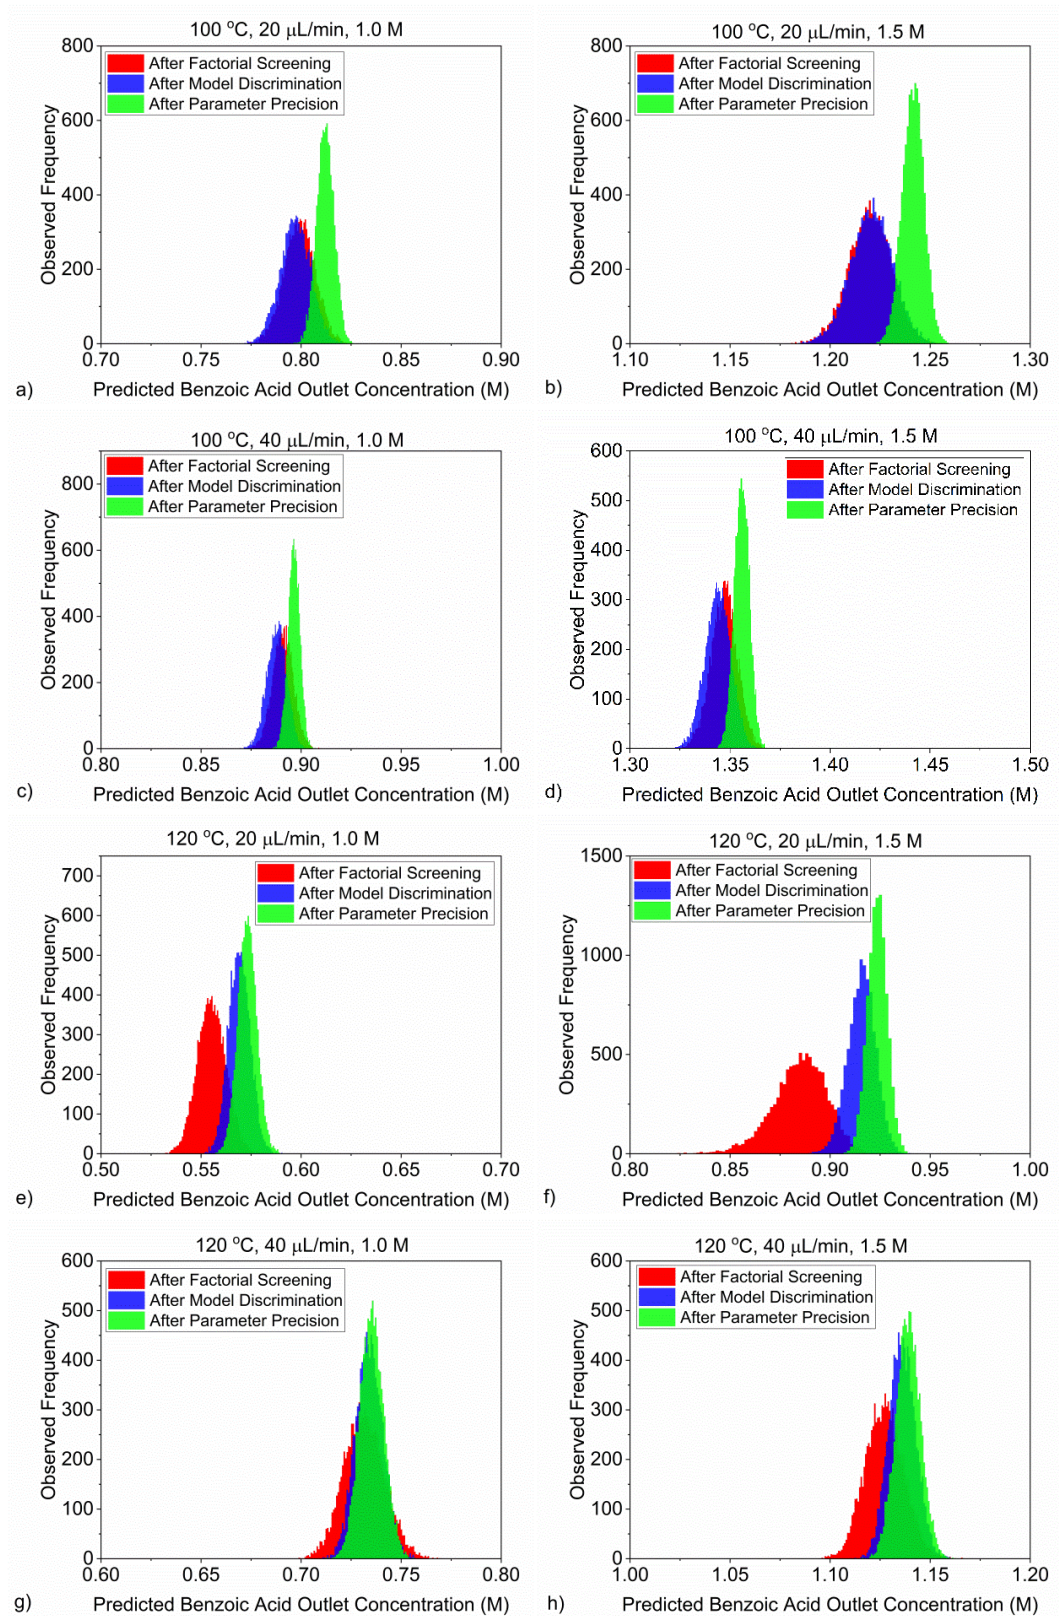 100 °C, 20 μL/min, 1.0 M
800
600
400
200
0
After Factorial Screening
After Model Discrimination
After Parameter Precision
Observed Frequency
0.70 0.75 0.80 0.85 0.90
a) Predicted Benzoic Acid Outlet Concentration (M)
100 °C, 20 μL/min, 1.5 M
800
600
400
200
0
After Factorial Screening
After Model Discrimination
After Parameter Precision
Observed Frequency
1.10 1.15 1.20 1.25 1.30
b) Predicted Benzoic Acid Outlet Concentration (M)
100 °C, 40 μL/min, 1.0 M
800
600
400
200
0
After Factorial Screening
After Model Discrimination
After Parameter Precision
Observed Frequency
0.80 0.85 0.90 0.95 1.00
c) Predicted Benzoic Acid Outlet Concentration (M)
100 °C, 40 μL/min, 1.5 M
600
500
400
300
200
100
0
After Factorial Screening
After Model Discrimination
After Parameter Precision
Observed Frequency
1.30 1.35 1.40 1.45 1.50
d) Predicted Benzoic Acid Outlet Concentration (M)
120 °C, 20 μL/min, 1.0 M
700
600
500
400
300
200
100
0
After Factorial Screening
After Model Discrimination
After Parameter Precision
Observed Frequency
0.50 0.55 0.60 0.65 0.70
e) Predicted Benzoic Acid Outlet Concentration (M)
120 °C, 20 μL/min, 1.5 M
1500
1000
500
0
After Factorial Screening
After Model Discrimination
After Parameter Precision
Observed Frequency
0.80 0.85 0.90 0.95 1.00
f) Predicted Benzoic Acid Outlet Concentration (M)
120 °C, 40 μL/min, 1.0 M
600
500
400
300
200
100
0
After Factorial Screening
After Model Discrimination
After Parameter Precision
Observed Frequency
0.60 0.65 0.70 0.75 0.80
g) Predicted Benzoic Acid Outlet Concentration (M)
120 °C, 40 μL/min, 1.5 M
600
500
400
300
200
100
0
After Factorial Screening
After Model Discrimination
After Parameter Precision
Observed Frequency
1.00 1.05 1.10 1.15 1.20
h) Predicted Benzoic Acid Outlet Concentration (M)